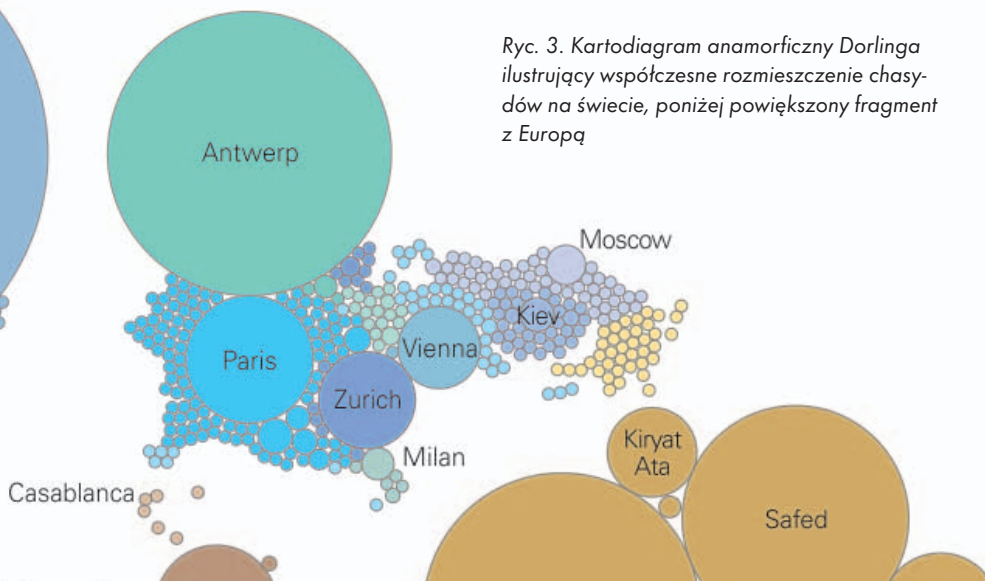 Ryc. 3. Kartodiagram anamorficzny Dorlinga
ilustrujący współczesne rozmieszczenie chasy-
dów na świecie, poniżej powiększony fragment
z Europą
Antwerp
Moscow
Kiev
Vienna
Paris
Zurich
Milan
Casablanca
Kiryat
Ata
Safed